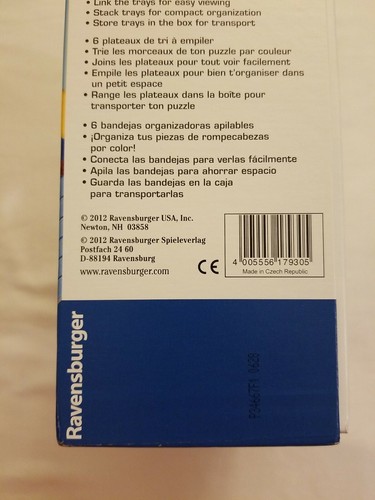 • Link the trays for easy viewing
• Stack trays for compact organization
• Store trays in the box for transport
• 6 plateaux de tri à empiler
• Trie les morceaux de ton puzzle par couleur
• Joins les plateaux pour tout voir facilement
• Empile les plateaux pour bien t'organiser dans
un petit espace
• Range les plateaux dans la boîte pour
transporter ton puzzle
• 6 bandejas organizadoras apilables
• ¡Organiza tus piezas de rompecabezas
por color!
• Conecta las bandejas para verlas fácilmente
• Apila las bandejas para ahorrar espacio
• Guarda las bandejas en la caja
para transportarlas
© 2012 Ravensburger USA, Inc.
Newton, NH 03858
© 2012 Ravensburger Spieleverlag
Postfach 24 60
D-88194 Ravensburg
www.ravensburger.com
CE
4 005556 179305
Made in Czech Republic
Ravensburger